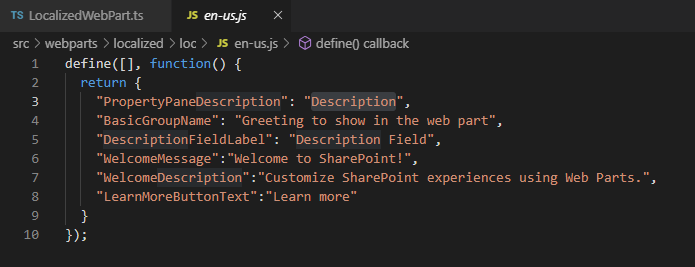 TS LocalizedWebPart.ts JS en-us.js ×
src > webparts > localized > loc > JS en-us.js > define() callback
1 define([], function() {
2 return {
3 "PropertyPaneDescription": "Description",
4 "BasicGroupName": "Greeting to show in the web part",
5 "DescriptionFieldLabel": "Description Field",
6 "WelcomeMessage":"Welcome to SharePoint!",
7 "WelcomeDescription":"Customize SharePoint experiences using Web Parts.",
8 "LearnMoreButtonText":"Learn more"
9 }
10 });